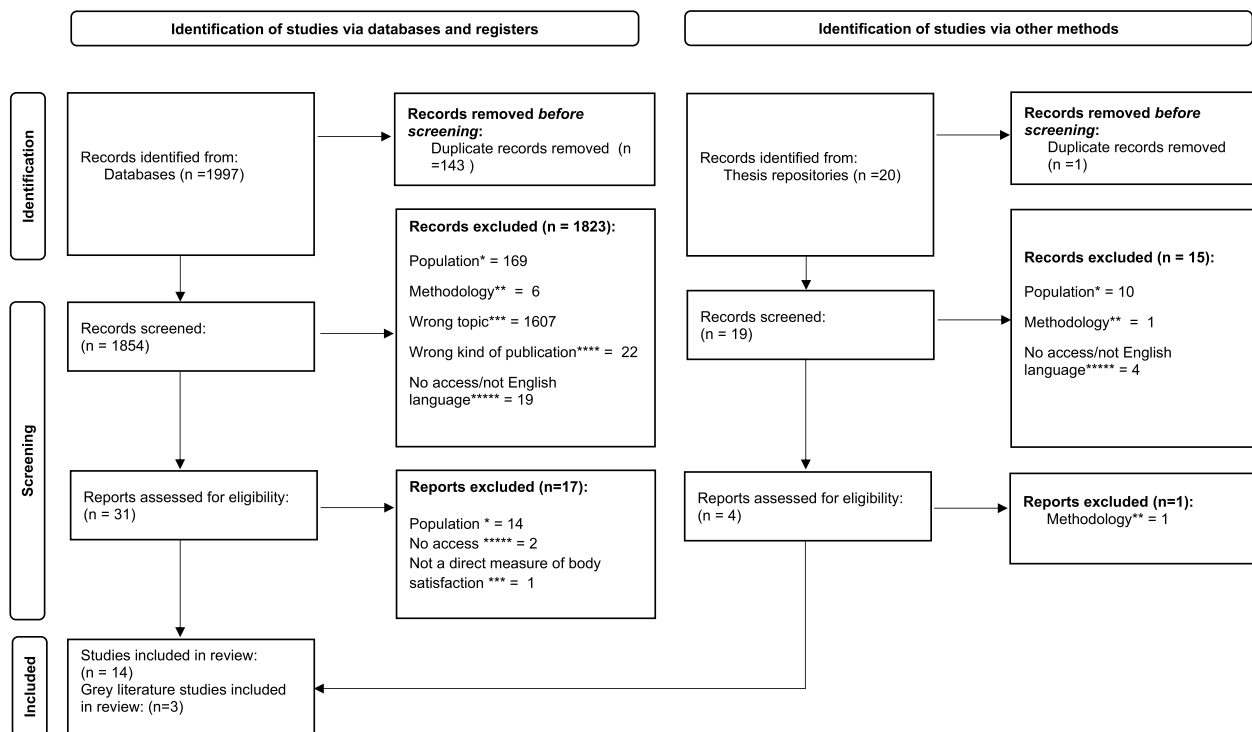 Identification of studies via databases and registers
Identification of studies via other methods
Identification
Records identified from:
Databases (n =1997)
Records removed before
screening:
Duplicate records removed  (n
=143 )
Records identified from:
Thesis repositories (n =20)
Records removed before
screening:
Duplicate records removed
(n =1)
Screening
Records screened:
(n = 1854)
Records excluded (n = 1823):
Population* = 169
Methodology**  =  6
Wrong topic*** = 1607
Wrong kind of publication**** =  22
No access/not English
language***** = 19
Records screened:
(n = 19)
Records excluded (n = 15):
Population* = 10
Methodology**  =  1
No access/not English
language***** = 4
Reports assessed for eligibility:
(n = 31)
Reports excluded (n=17):
Population * = 14
No access ***** = 2
Not a direct measure of body
satisfaction *** =  1
Reports assessed for eligibility:
(n = 4)
Reports excluded (n=1):
Methodology** = 1
Included
Studies included in review:
(n = 14)
Grey literature studies included
in review: (n=3)